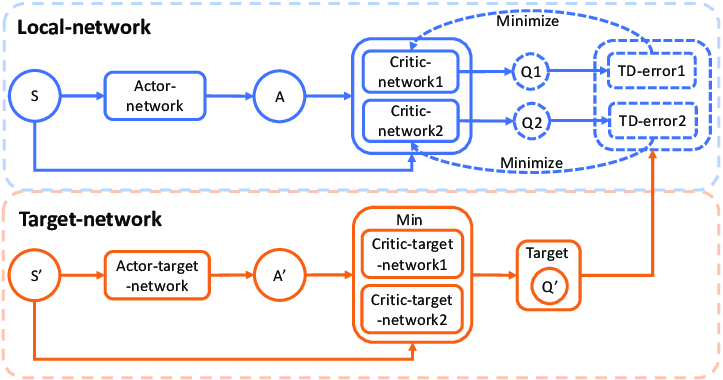 Local-network
Minimize
S
Actor-
network
A
Critic-
network1
Q1
TD-error1
Critic-
network2
Q2
TD-error2
Minimize
Target-network
Min
S’
Actor-target
-network
A’
Critic-target
-network1
Critic-target
-network2
Target
Q’